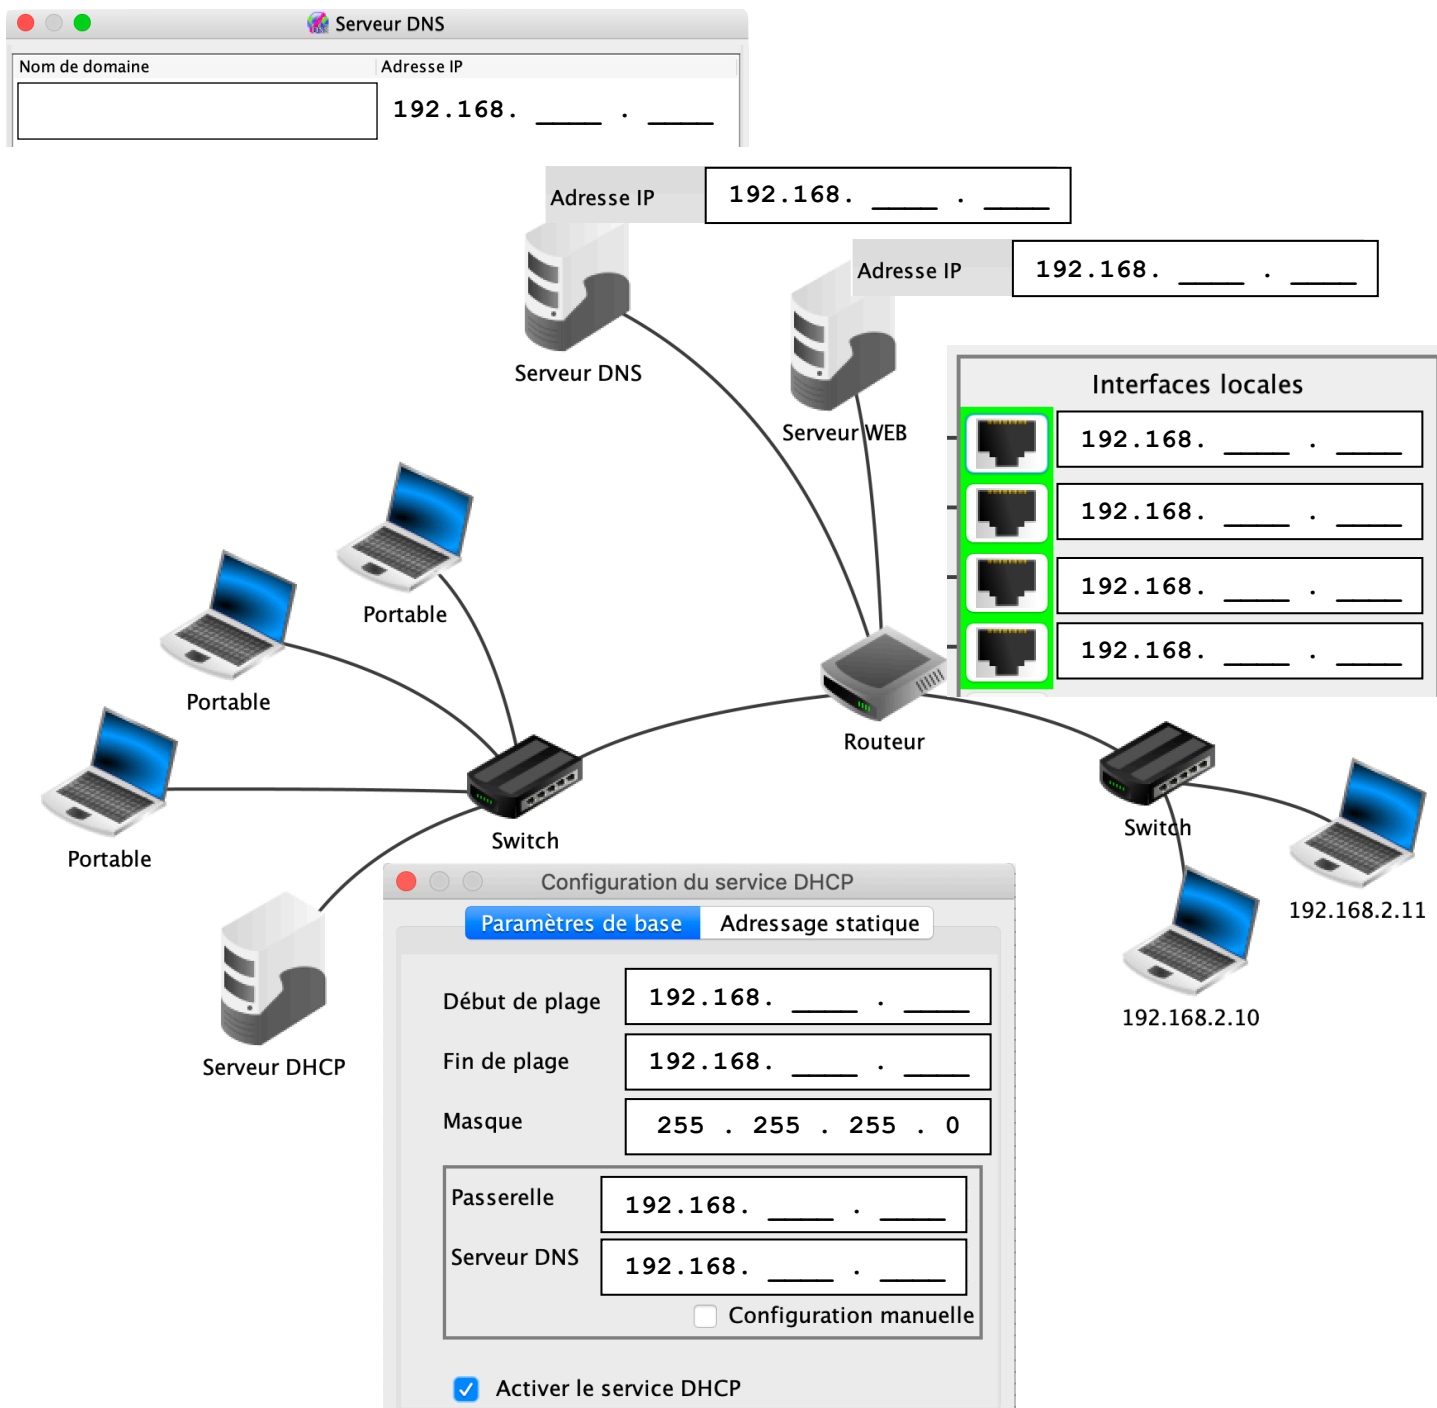 Serveur DNS
Nom de domaine Adresse IP
192.168. ____ . ____
Adresse IP 192.168. ____ . ____
Adresse IP 192.168. ____ . ____
Serveur DNS
Serveur WEB
Interfaces locales
192.168. ____ . ____
192.168. ____ . ____
192.168. ____ . ____
192.168. ____ . ____
Portable
Portable
Portable
Routeur
Switch
Switch
192.168.2.11
192.168.2.10
Serveur DHCP
Configuration du service DHCP
Paramètres de base Adressage statique
Début de plage 192.168. ____ . ____
Fin de plage 192.168. ____ . ____
Masque 255 . 255 . 255 . 0
Passerelle 192.168. ____ . ____
Serveur DNS 192.168. ____ . ____
Configuration manuelle
Activer le service DHCP